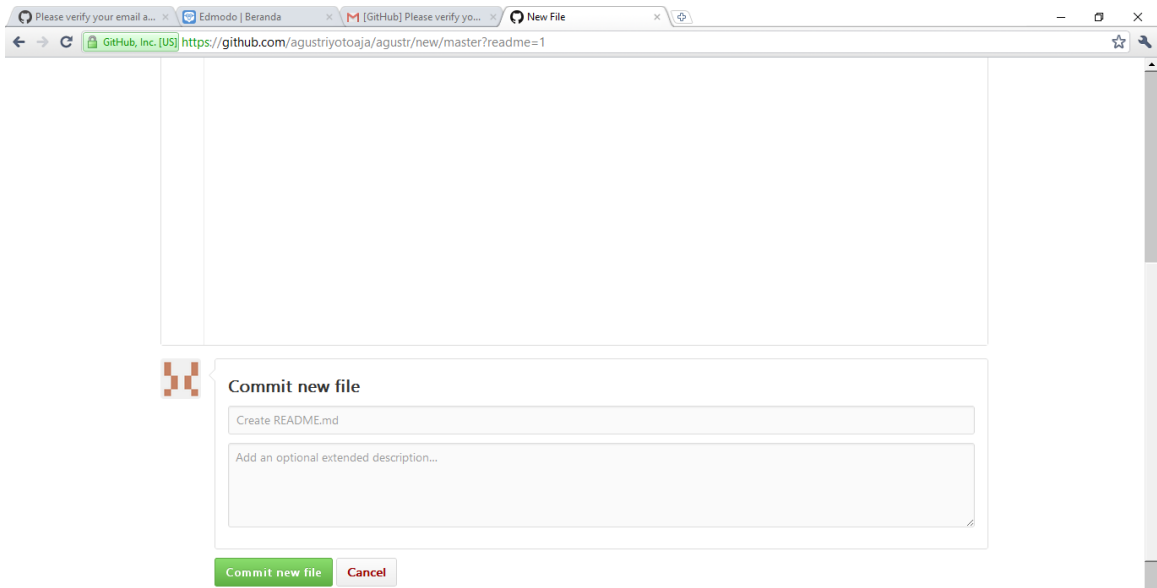 Please verify your email a...
Edmodo | Beranda
[GitHub] Please verify yo...
New File
GitHub, Inc. [US] https://github.com/agustriyotoaja/agustr/new/master?readme=1
Commit new file
Create README.md
Add an optional extended description...
Commit new file
Cancel